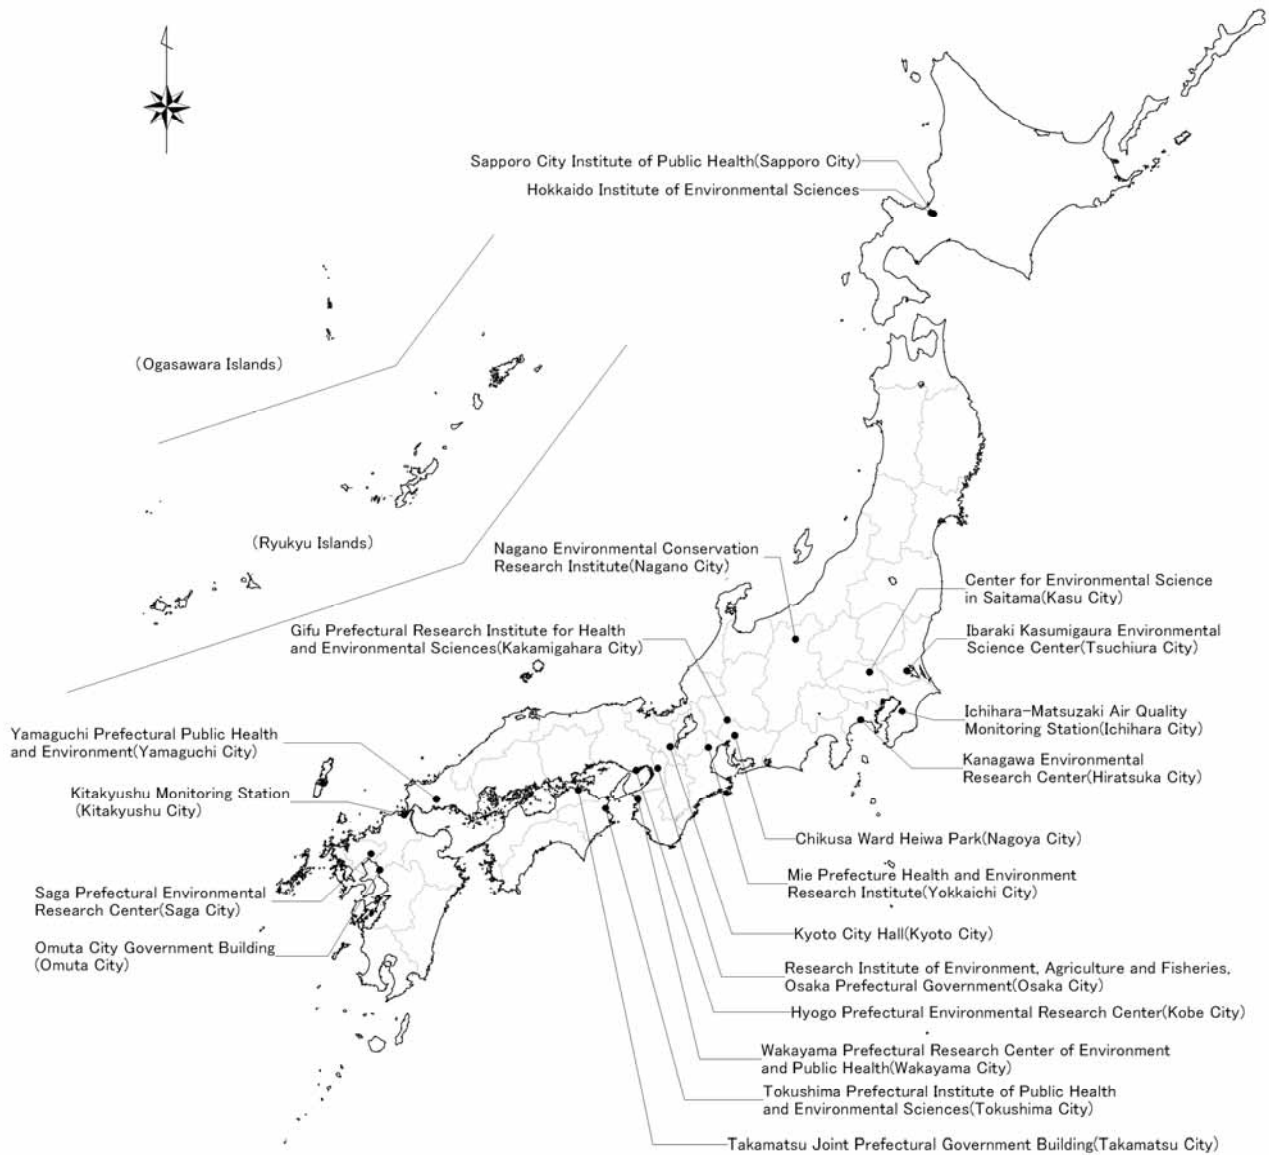 Sapporo City Institute of Public Health(Sapporo City)
Hokkaido Institute of Environmental Sciences
(Ogasawara Islands)
(Ryukyu Islands)
Nagano Environmental Conservation
Research Institute(Nagano City)
Center for Environmental Science
in Saitama(Kasu City)
Gifu Prefectural Research Institute for Health
and Environmental Sciences(Kakamigahara City)
Ibaraki Kasumigaura Environmental
Science Center(Tsuchiura City)
Ichihara-Matsuzaki Air Quality
Monitoring Station(Ichihara City)
Yamaguchi Prefectural Public Health
and Environment(Yamaguchi City)
Kanagawa Environmental
Research Center(Hiratsuka City)
Kitakyushu Monitoring Station
(Kitakyushu City)
Chikusa Ward Heiwa Park(Nagoya City)
Mie Prefecture Health and Environment
Research Institute(Yokkaichi City)
Saga Prefectural Environmental
Research Center(Saga City)
Kyoto City Hall(Kyoto City)
Omuta City Government Building
(Omuta City)
Research Institute of Environment, Agriculture and Fisheries,
Osaka Prefectural Government(Osaka City)
Hyogo Prefectural Environmental Research Center(Kobe City)
Wakayama Prefectural Research Center of Environment
and Public Health(Wakayama City)
Tokushima Prefectural Institute of Public Health
and Environmental Sciences(Tokushima City)
Takamatsu Joint Prefectural Government Building(Takamatsu City)